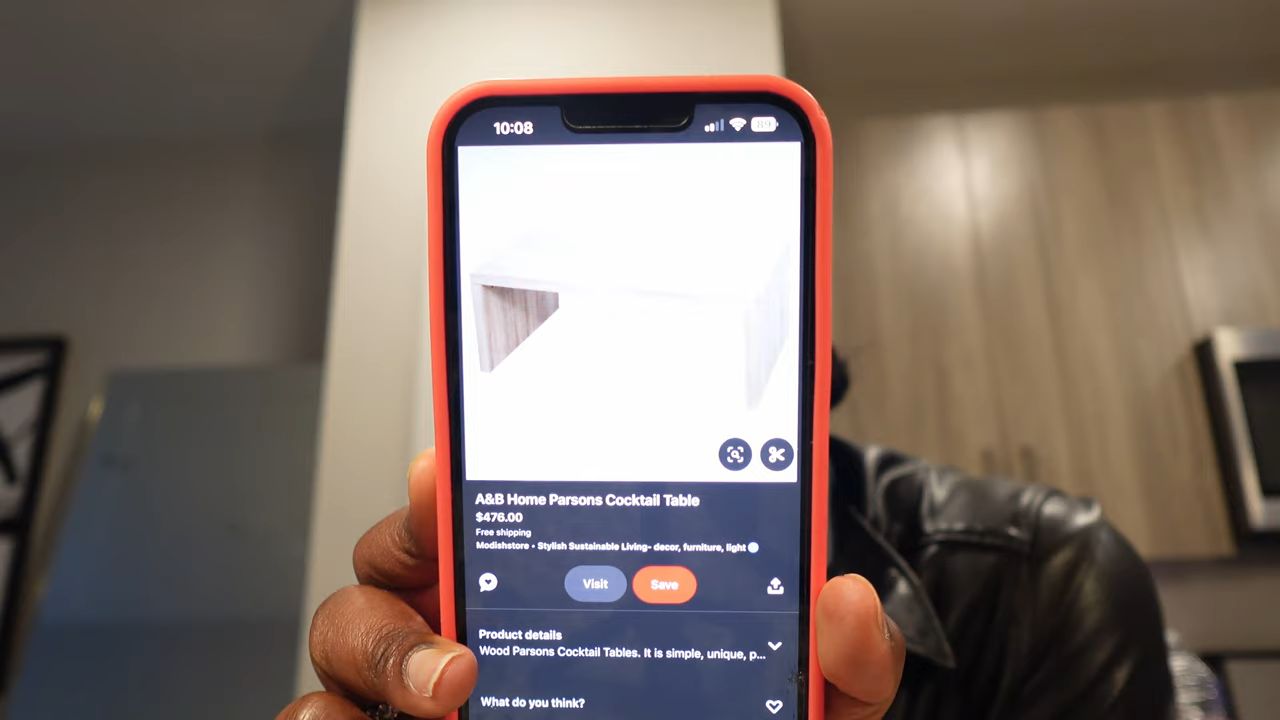 10:08
89
A&B Home Parsons Cocktail Table
$476.00
Free shipping
Modishstore • Stylish Sustainable Living- decor, furniture, light
Visit
Save
Product details
Wood Parsons Cocktail Tables. It is simple, unique, p...
What do you think?